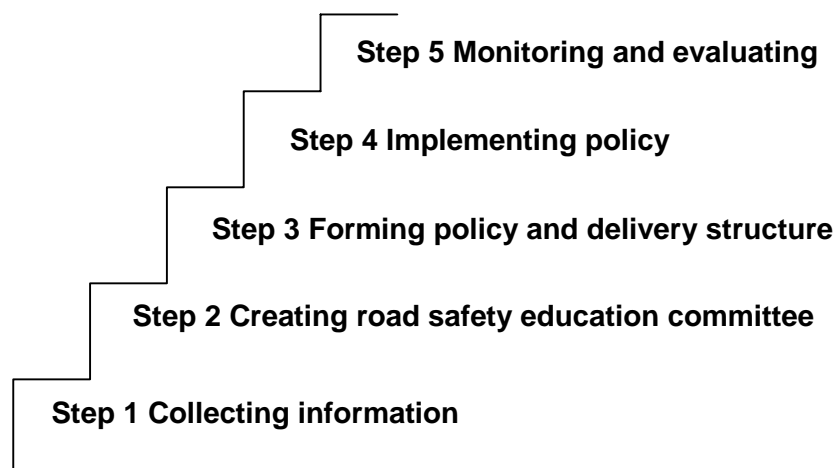 Step 5 Monitoring and evaluating
Step 4 Implementing policy
Step 3 Forming policy and delivery structure
Step 2 Creating road safety education committee
Step 1 Collecting information